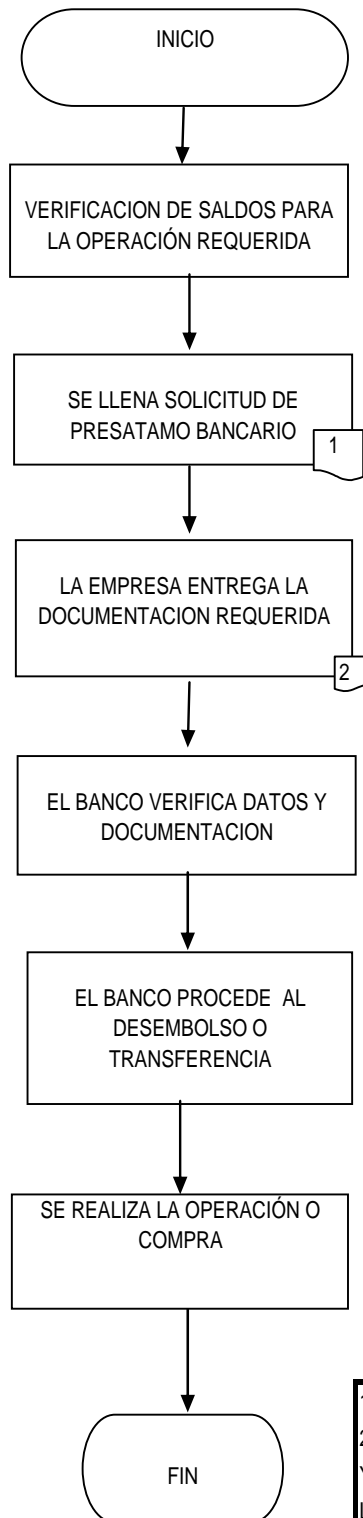 INICIO
VERIFICACION DE SALDOS PARA
LA OPERACIÓN REQUERIDA
SE LLENA SOLICITUD DE
PRESATAMO BANCARIO
1
LA EMPRESA ENTREGA LA
DOCUMENTACION REQUERIDA
2
EL BANCO VERIFICA DATOS Y
DOCUMENTACION
EL BANCO PROCEDE AL
DESEMBOLSO O
TRANSFERENCIA
SE REALIZA LA OPERACIÓN O
COMPRA
FIN